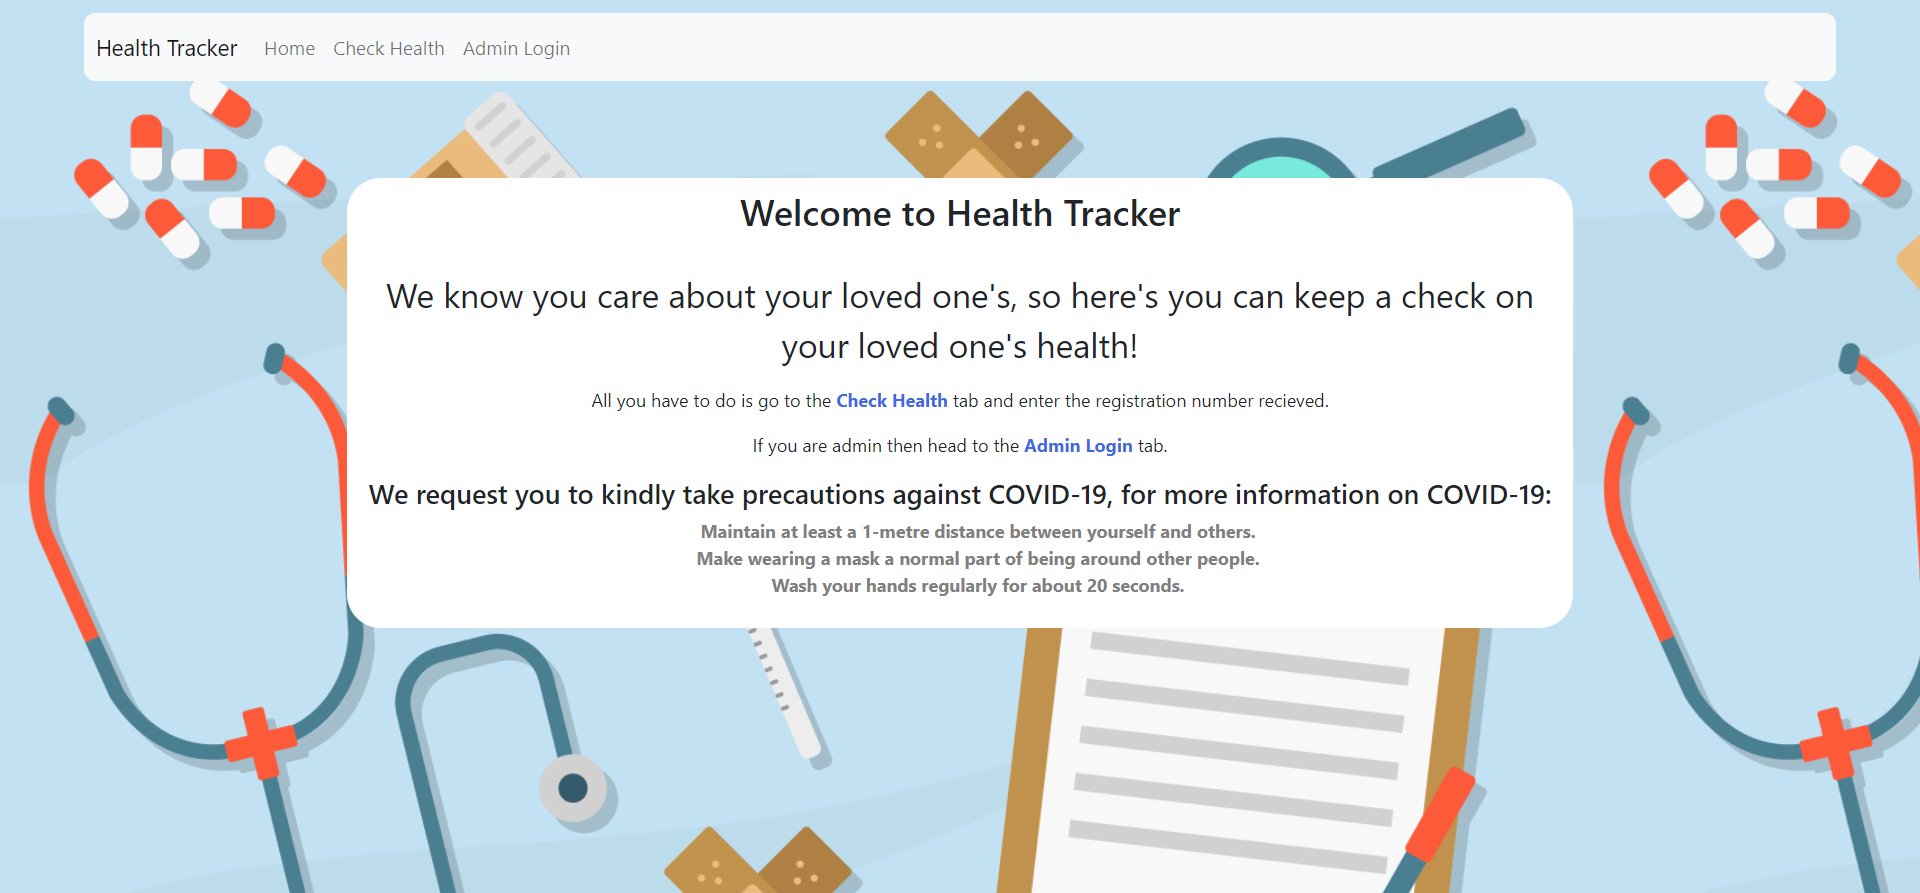 Health Tracker Home Check Health Admin Login
Welcome to Health Tracker
We know you care about your loved one's, so here's you can keep a check on
your loved one's health!
All you have to do is go to the Check Health tab and enter the registration number recieved.
If you are admin then head to the Admin Login tab.
We request you to kindly take precautions against COVID-19, for more information on COVID-19:
Maintain at least a 1-metre distance between yourself and others.
Make wearing a mask a normal part of being around other people.
Wash your hands regularly for about 20 seconds.